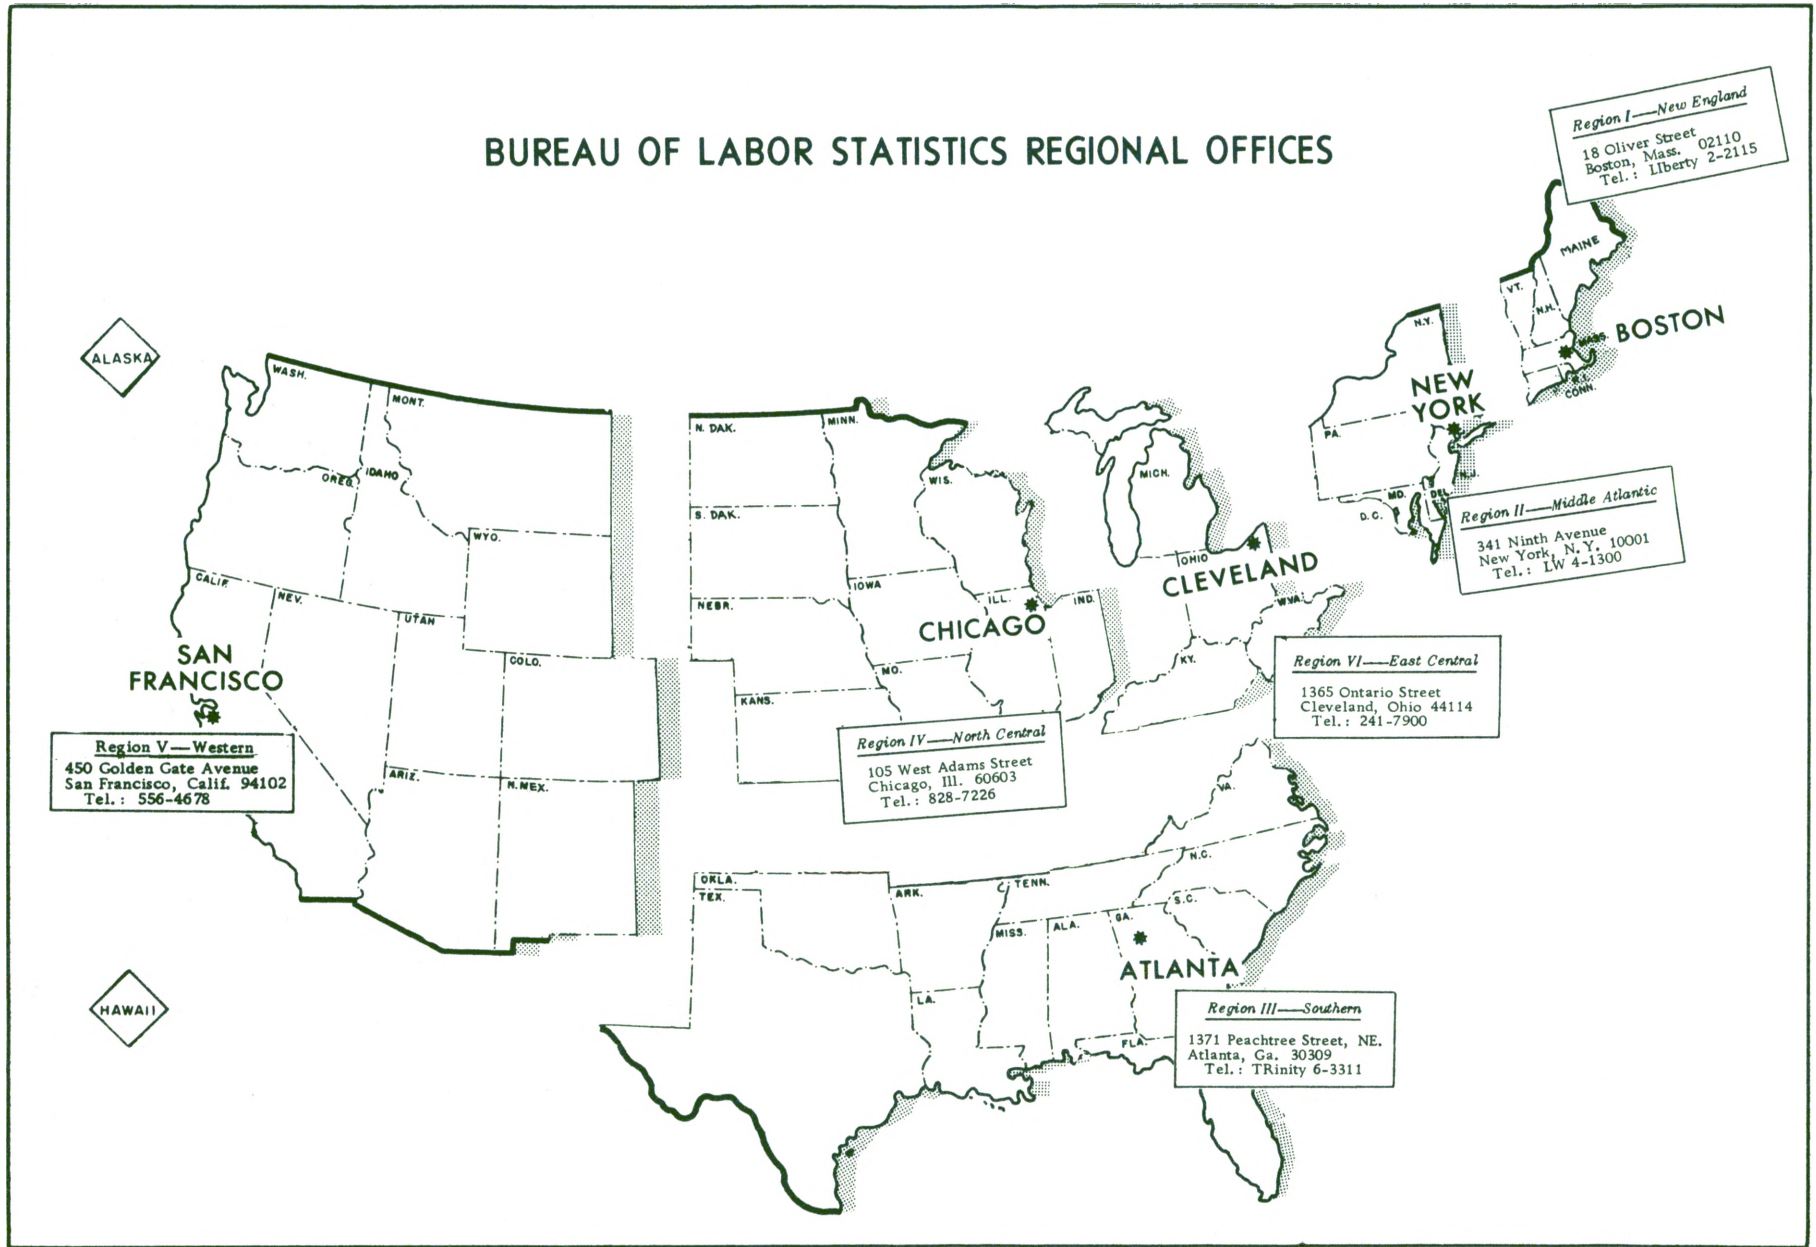 BUREAU OF LABOR STATISTICS REGIONAL OFFICES
Region I—New England
18 Oliver Street
Boston, Mass. 02110
Tel.: LIberty 2-2115
MAINE
VT.
N.H.
MASS.
BOSTON
R.I.
CONN.
N.Y.
NEW
YORK
PA.
N.J.
MD.
DEL.
D.C.
Region II—Middle Atlantic
341 Ninth Avenue
New York, N.Y. 10001
Tel.: LW 4-1300
ALASKA
WASH.
MONT.
OREG.
IDAHO
WYO.
CALIF.
NEV.
UTAH
COLO.
SAN
FRANCISCO
Region V—Western
450 Golden Gate Avenue
San Francisco, Calif. 94102
Tel.: 556-4678
ARIZ.
N.MEX.
HAWAII
N. DAK.
MINN.
S. DAK.
WIS.
IOWA
NEBR.
ILL.
IND.
CHICAGO
MO.
KANS.
Region IV—North Central
105 West Adams Street
Chicago, Ill. 60603
Tel.: 828-7226
MICH.
OHIO
CLEVELAND
W.VA.
KY.
Region VI—East Central
1365 Ontario Street
Cleveland, Ohio 44114
Tel.: 241-7900
VA.
N.C.
OKLA.
TEX.
ARK.
TENN.
S.C.
MISS.
ALA.
GA.
ATLANTA
LA.
FLA.
Region III—Southern
1371 Peachtree Street, NE.
Atlanta, Ga. 30309
Tel.: TRinity 6-3311